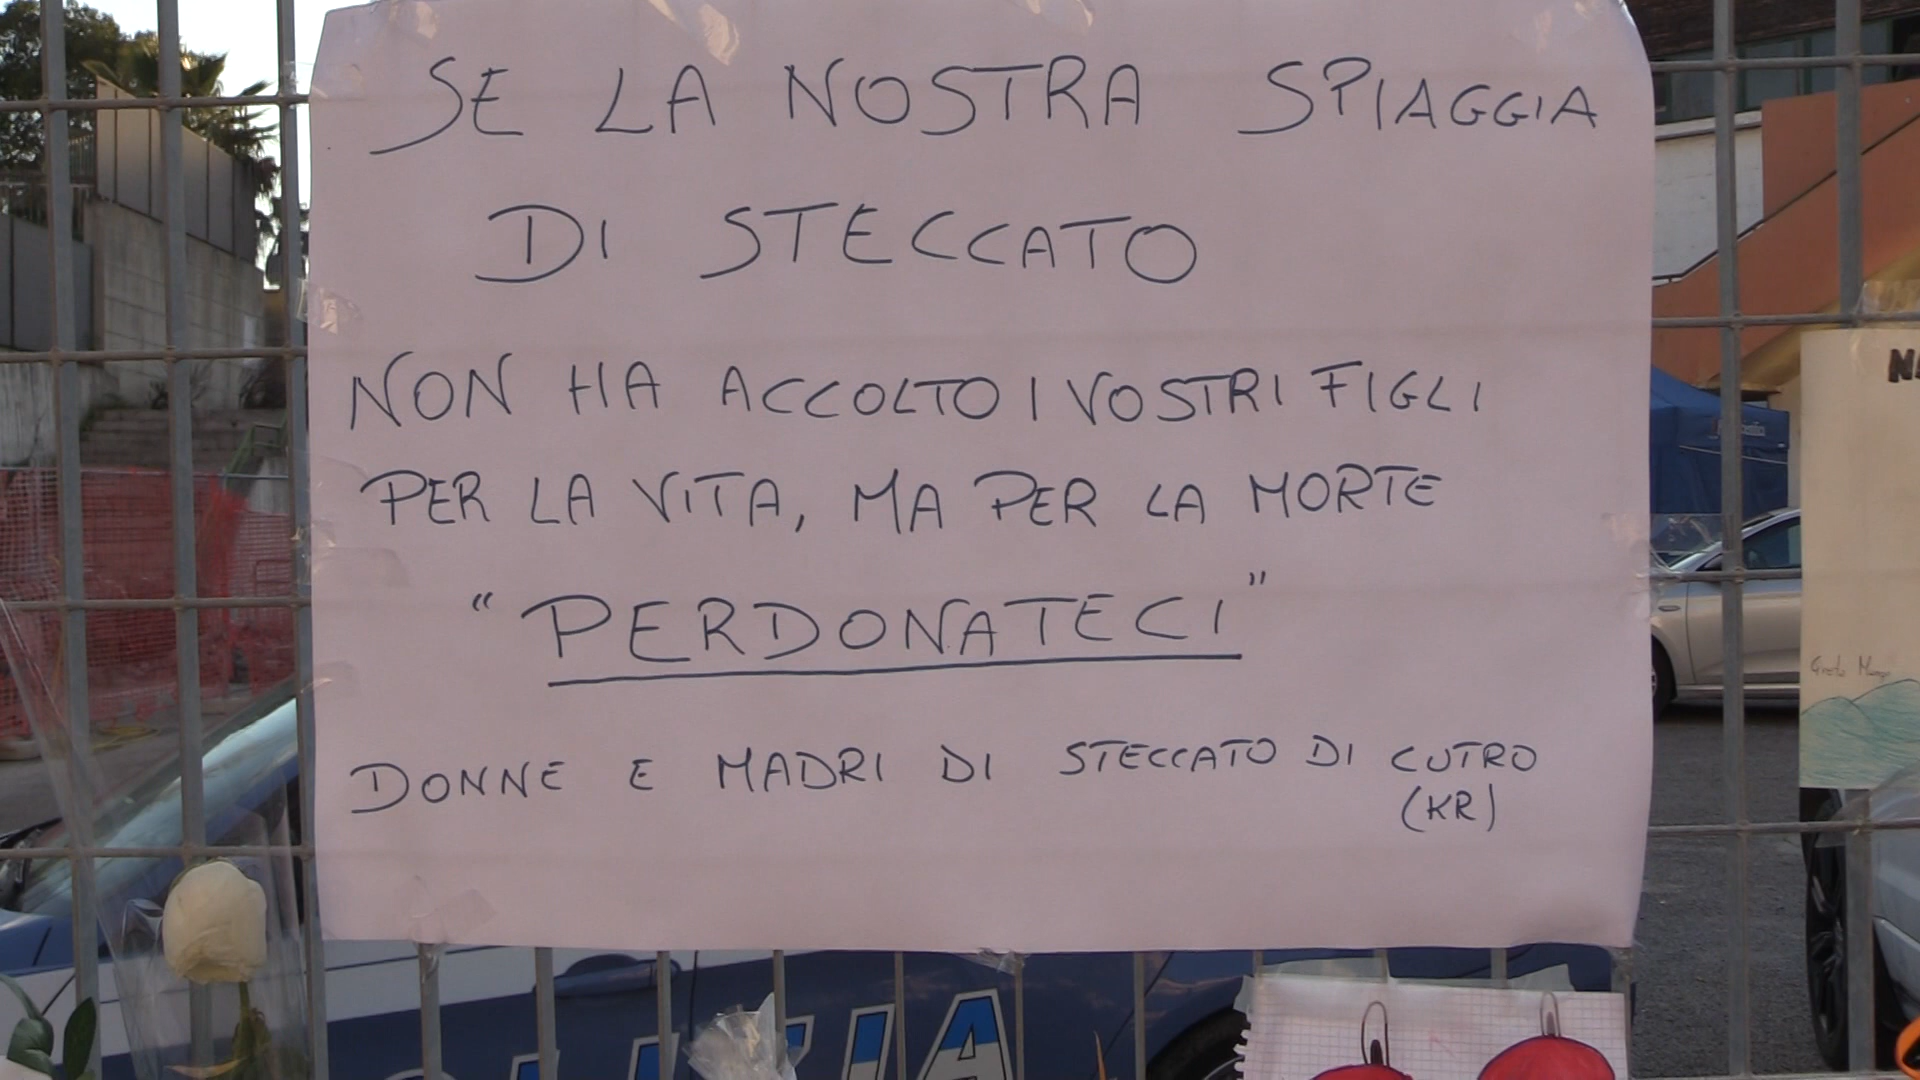 SE LA NOSTRA SPIAGGIA
DI STECCATO
NON HA ACCOLTO I VOSTRI FIGLI
PER LA VITA, MA PER LA MORTE
“PERDONATECI”
DONNE E MADRI DI STECCATO DI CUTRO
(KR)